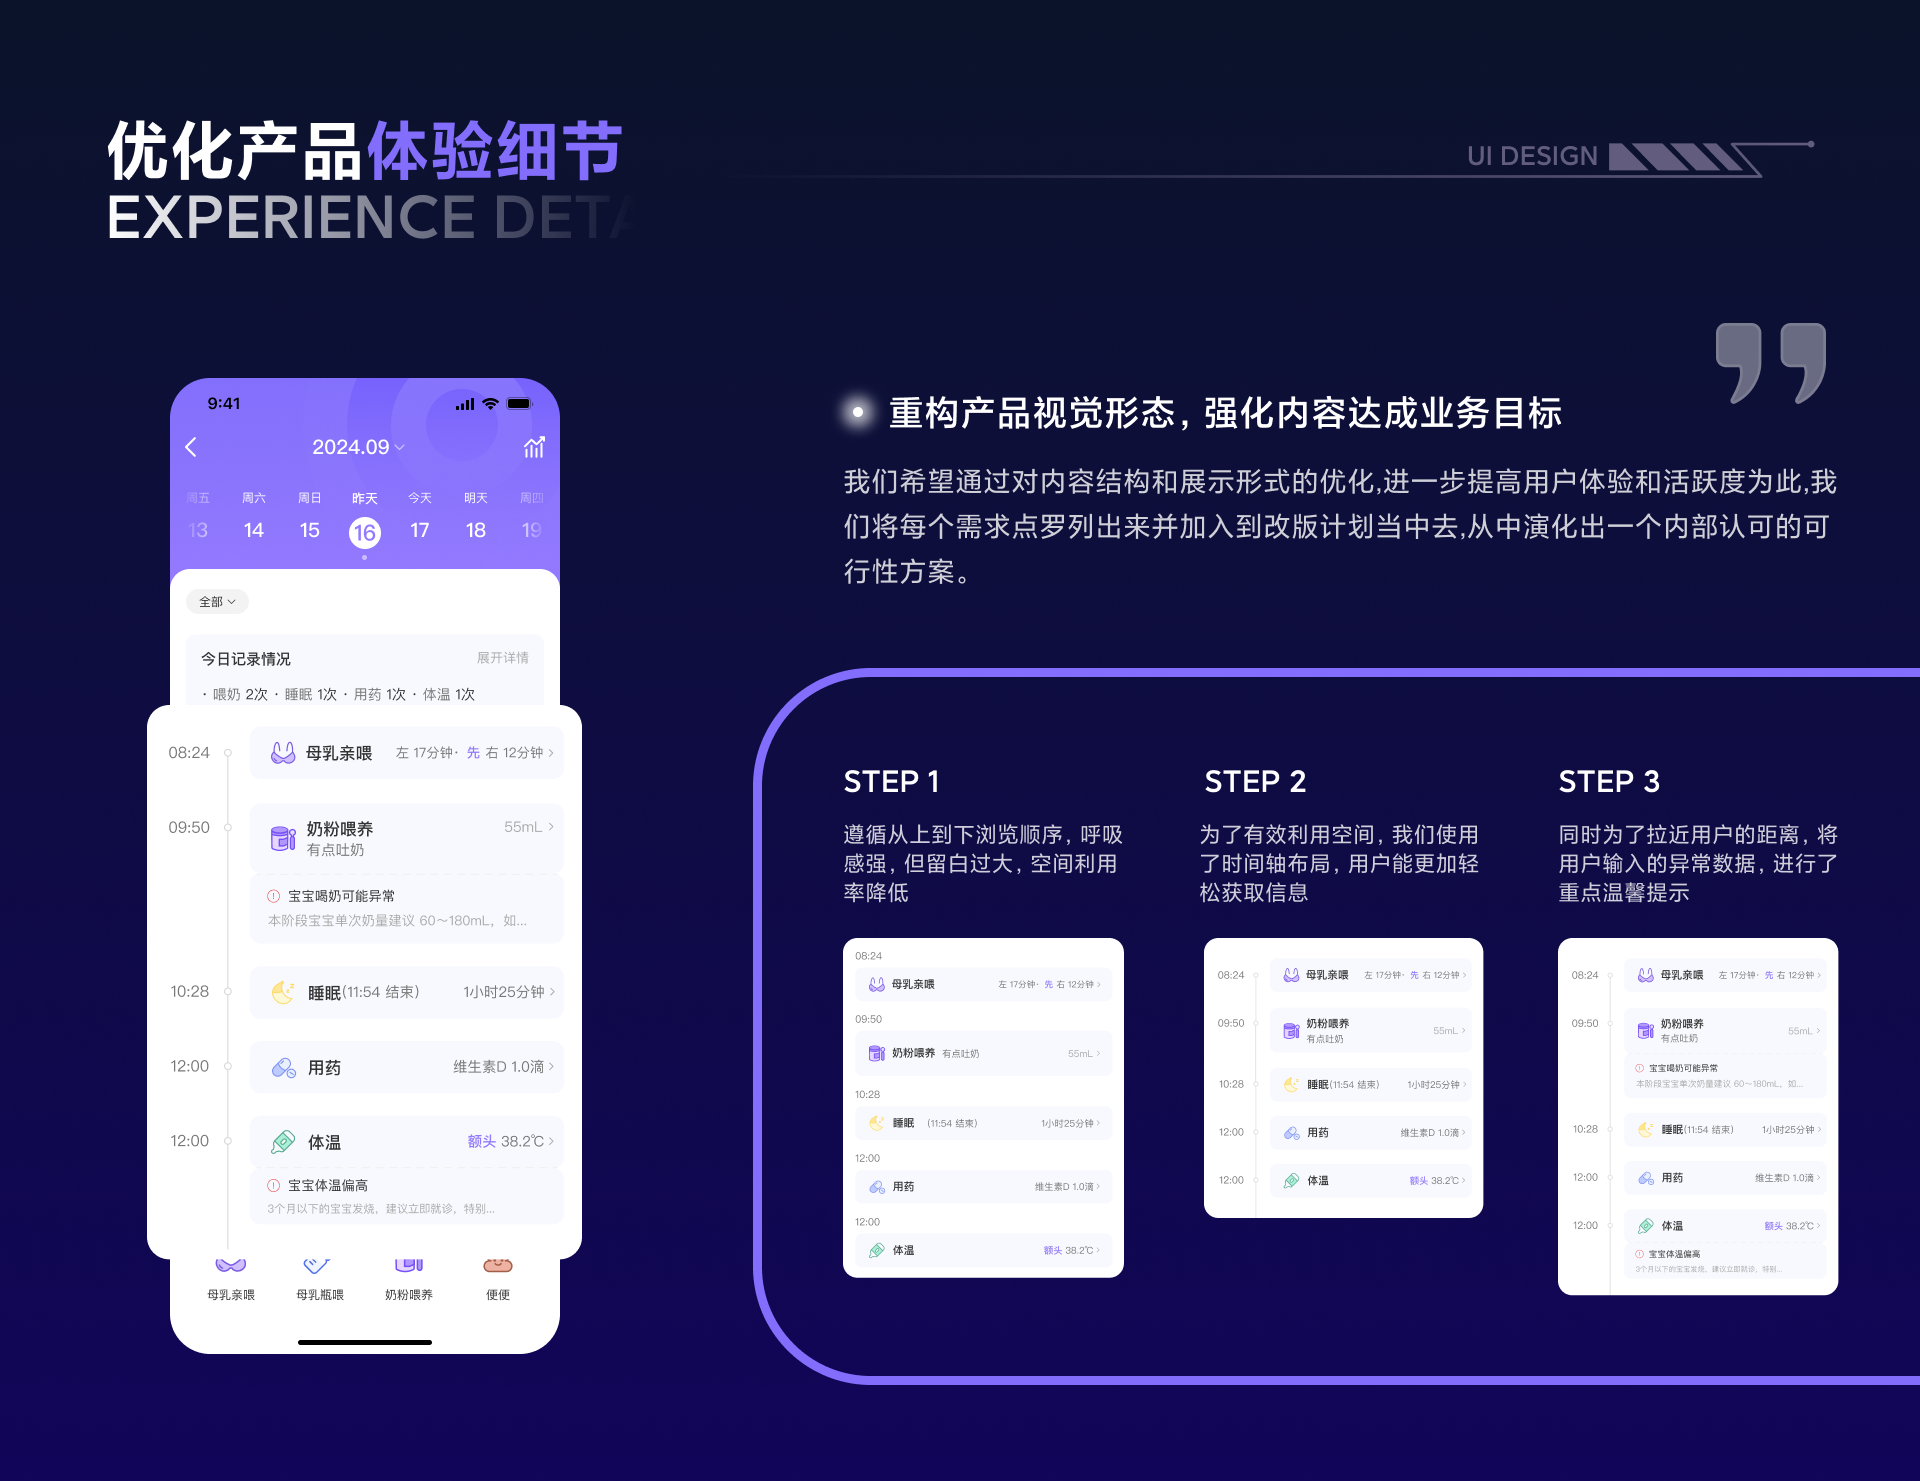 优化产品体验细节
EXPERIENCE DETA
UI DESIGN
9:41
2024.09
周五 周六 周日 昨天 今天 明天 周四
13 14 15 16 17 18 19
全部
今日记录情况 展开详情
· 喂奶 2次 · 睡眠 1次 · 用药 1次 · 体温 1次
08:24 母乳亲喂 左 17分钟· 先 右 12分钟
09:50 奶粉喂养 55mL
有点吐奶
宝宝喝奶可能异常
本阶段宝宝单次奶量建议 60～180mL，如...
10:28 睡眠(11:54 结束) 1小时25分钟
12:00 用药 维生素D 1.0滴
12:00 体温 额头 38.2℃
宝宝体温偏高
3个月以下的宝宝发烧，建议立即就诊，特别...
母乳亲喂 母乳瓶喂 奶粉喂养 便便
重构产品视觉形态，强化内容达成业务目标
我们希望通过对内容结构和展示形式的优化,进一步提高用户体验和活跃度为此,我
们将每个需求点罗列出来并加入到改版计划当中去,从中演化出一个内部认可的可
行性方案。
STEP 1
遵循从上到下浏览顺序，呼吸
感强，但留白过大，空间利用
率降低
08:24
母乳亲喂 左 17分钟· 先 右 12分钟
09:50
奶粉喂养 有点吐奶 55mL
10:28
睡眠 (11:54 结束) 1小时25分钟
12:00
用药 维生素D 1.0滴
12:00
体温 额头 38.2℃
STEP 2
为了有效利用空间，我们使用
了时间轴布局，用户能更加轻
松获取信息
08:24 母乳亲喂 左 17分钟· 先 右 12分钟
09:50 奶粉喂养 55mL
有点吐奶
10:28 睡眠(11:54 结束) 1小时25分钟
12:00 用药 维生素D 1.0滴
12:00 体温 额头 38.2℃
STEP 3
同时为了拉近用户的距离，将
用户输入的异常数据，进行了
重点温馨提示
08:24 母乳亲喂 左 17分钟· 先 右 12分钟
09:50 奶粉喂养 55mL
有点吐奶
宝宝喝奶可能异常
本阶段宝宝单次奶量建议 60～180mL，如...
10:28 睡眠(11:54 结束) 1小时25分钟
12:00 用药 维生素D 1.0滴
12:00 体温 额头 38.2℃
宝宝体温偏高
3个月以下的宝宝发烧，建议立即就诊，特别...